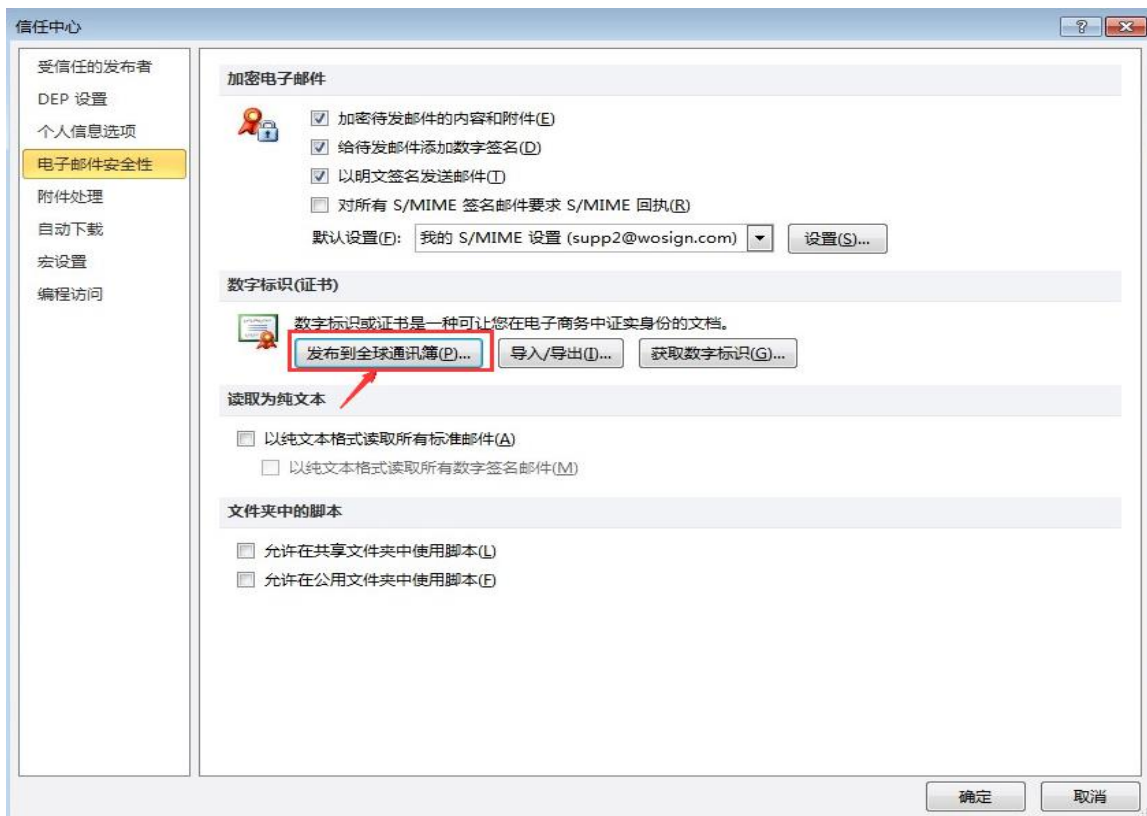 信任中心
受信任的发布者
DEP 设置
个人信息选项
电子邮件安全性
附件处理
自动下载
宏设置
编程访问
加密电子邮件
加密待发邮件的内容和附件(E)
给待发邮件添加数字签名(D)
以明文签名发送邮件(T)
对所有 S/MIME 签名邮件要求 S/MIME 回执(R)
默认设置(F): 我的 S/MIME 设置 (supp2@wosign.com) 设置(S)...
数字标识(证书)
数字标识或证书是一种可让您在电子商务中证实身份的文档。
发布到全球通讯簿(P)... 导入/导出(I)... 获取数字标识(G)...
读取为纯文本
以纯文本格式读取所有标准邮件(A)
以纯文本格式读取所有数字签名邮件(M)
文件夹中的脚本
允许在共享文件夹中使用脚本(L)
允许在公用文件夹中使用脚本(F)
确定 取消